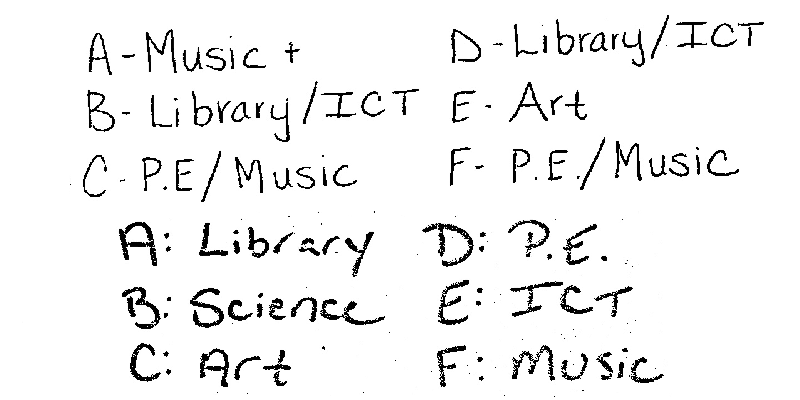 A-Music +
B-Library/ICT
C-P.E/Music
D-Library/ICT
E-Art
F-P.E./Music
A: Library
B: Science
C: Art
D: P.E.
E: ICT
F: Music